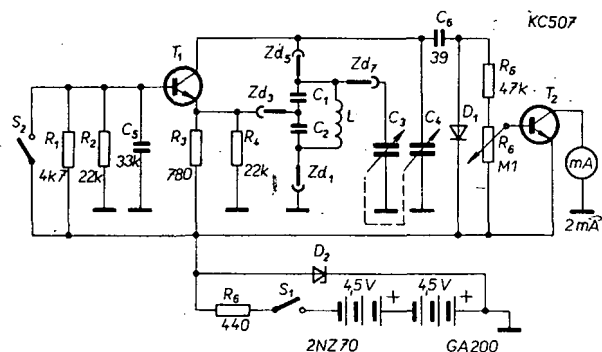 C6
39
KC507
T1
Zd5
Zd7
Zd3
C1
C2
L
C3
C4
D1
R5
47k
T2
R6
M1
mA
2mA
S2
R1
4k7
R2
22k
C5
33k
R3
780
R4
22k
Zd1
D2
R6
440
S1
4,5V
+
4,5V
+
2NZ70
GA200